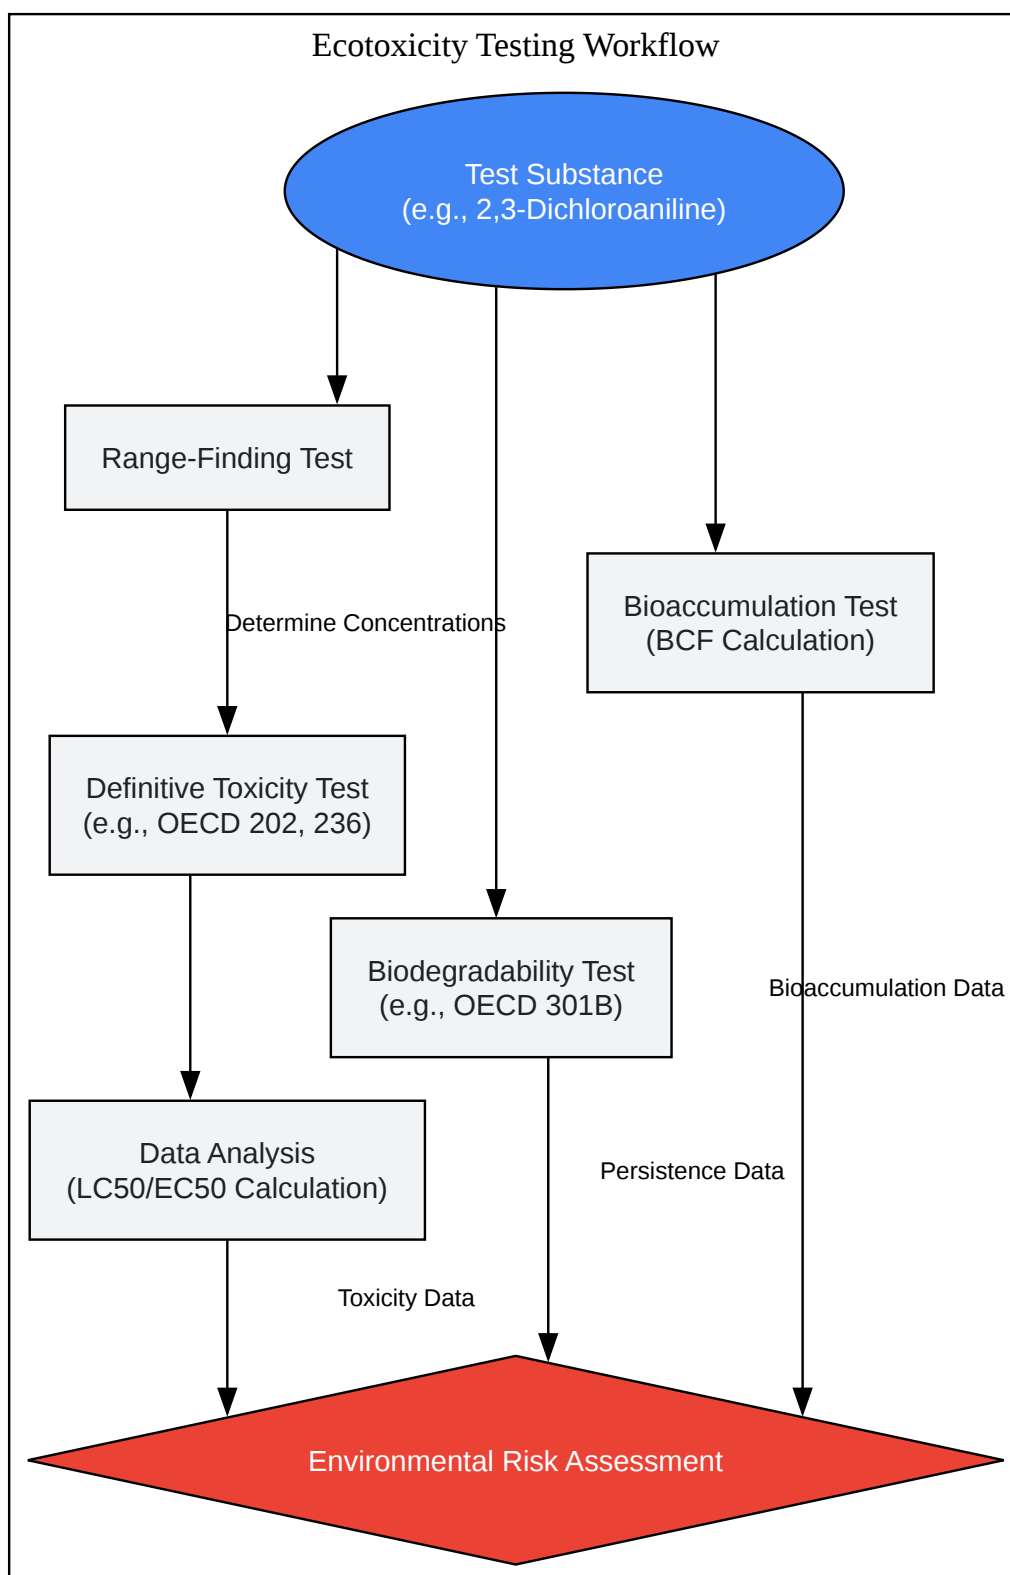 Ecotoxicity Testing Workflow
Test Substance
(e.g., 2,3-Dichloroaniline)
Range-Finding Test
Bioaccumulation Test
(BCF Calculation)
Determine Concentrations
Definitive Toxicity Test
(e.g., OECD 202, 236)
Biodegradability Test
(e.g., OECD 301B)
Bioaccumulation Data
Data Analysis
(LC50/EC50 Calculation)
Persistence Data
Toxicity Data
Environmental Risk Assessment